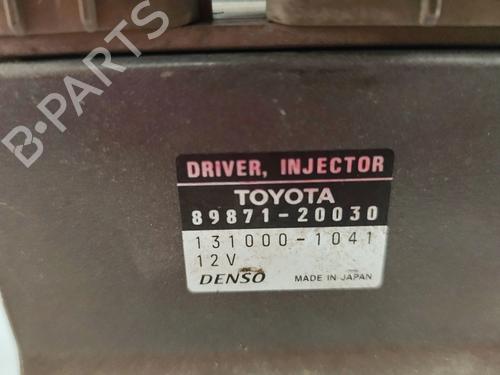 B-PARTS
DRIVER, INJECTOR
TOYOTA
89871-20030
131000-1041
12V
DENSO MADE IN JAPAN